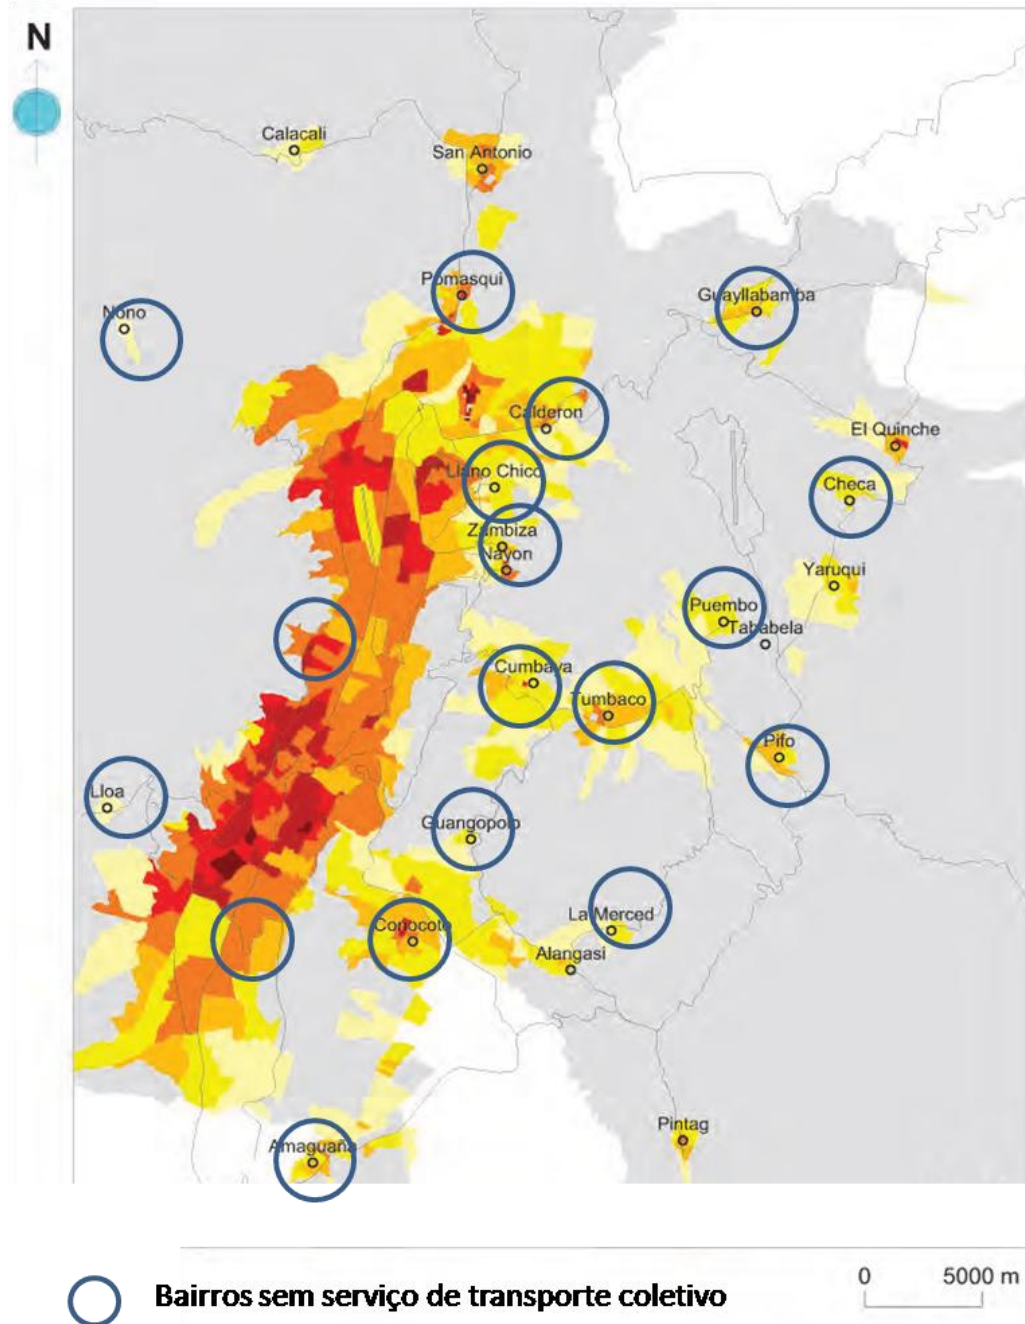 N
Calacali
San Antonio
Pomasqui
Guayllabamba
Nono
Calderon
El Quinche
Llano Chico
Checa
Zambiza
Nayon
Yaruqui
Puembo
Tababela
Cumbaya
Tumbaco
Pifo
Lloa
Guangopolo
La Merced
Conocoto
Alangasi
Pintag
Amaguaña
0 5000 m
Bairros sem serviço de transporte coletivo